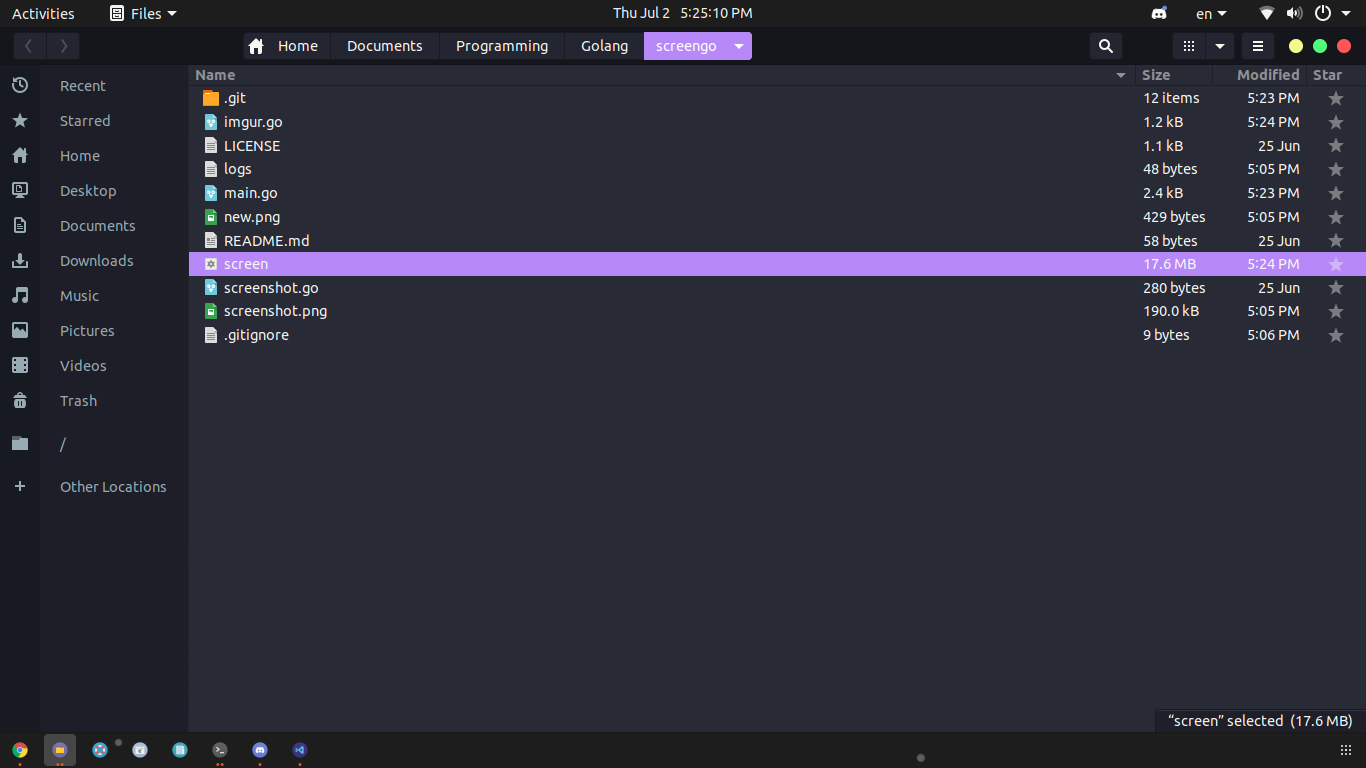 Activities Files Thu Jul 2 5:25:10 PM en
Home Documents Programming Golang screengo
Name Size Modified Star
Recent
Starred
Home
Desktop
Documents
Downloads
Music
Pictures
Videos
Trash
/
Other Locations
.git 12 items 5:23 PM
imgur.go 1.2 kB 5:24 PM
LICENSE 1.1 kB 25 Jun
logs 48 bytes 5:05 PM
main.go 2.4 kB 5:23 PM
new.png 429 bytes 5:05 PM
README.md 58 bytes 25 Jun
screen 17.6 MB 5:24 PM
screenshot.go 280 bytes 25 Jun
screenshot.png 190.0 kB 5:05 PM
.gitignore 9 bytes 5:06 PM
“screen” selected (17.6 MB)